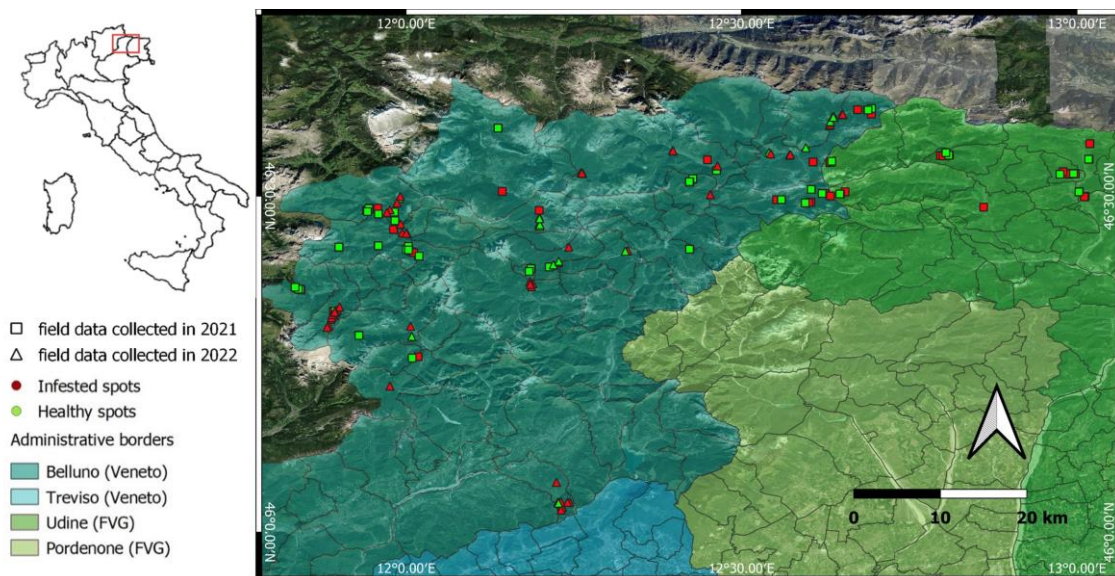 12°0.00'E
12°30.00'E
13°0.00'E
46°30.00'N
46°30.00'N
□ field data collected in 2021
△ field data collected in 2022
Infested spots
Healthy spots
Administrative borders
Belluno (Veneto)
Treviso (Veneto)
Udine (FVG)
Pordenone (FVG)
46°0.00'N
46°0.00'N
0 10 20 km
12°0.00'E
12°30.00'E
13°0.00'E